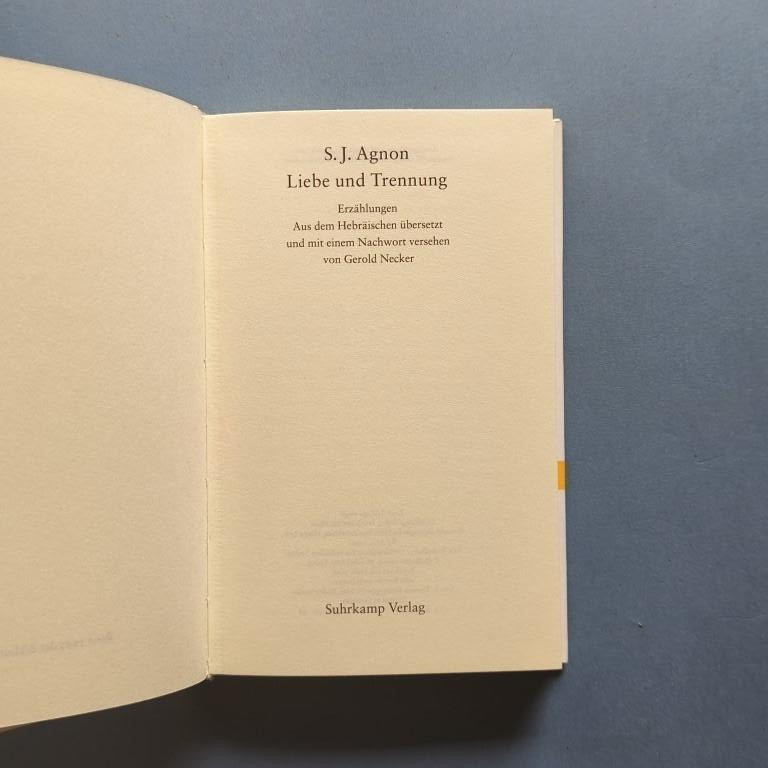 S. J. Agnon
Liebe und Trennung
Erzählungen
Aus dem Hebräischen übersetzt
und mit einem Nachwort versehen
von Gerold Necker
Suhrkamp Verlag